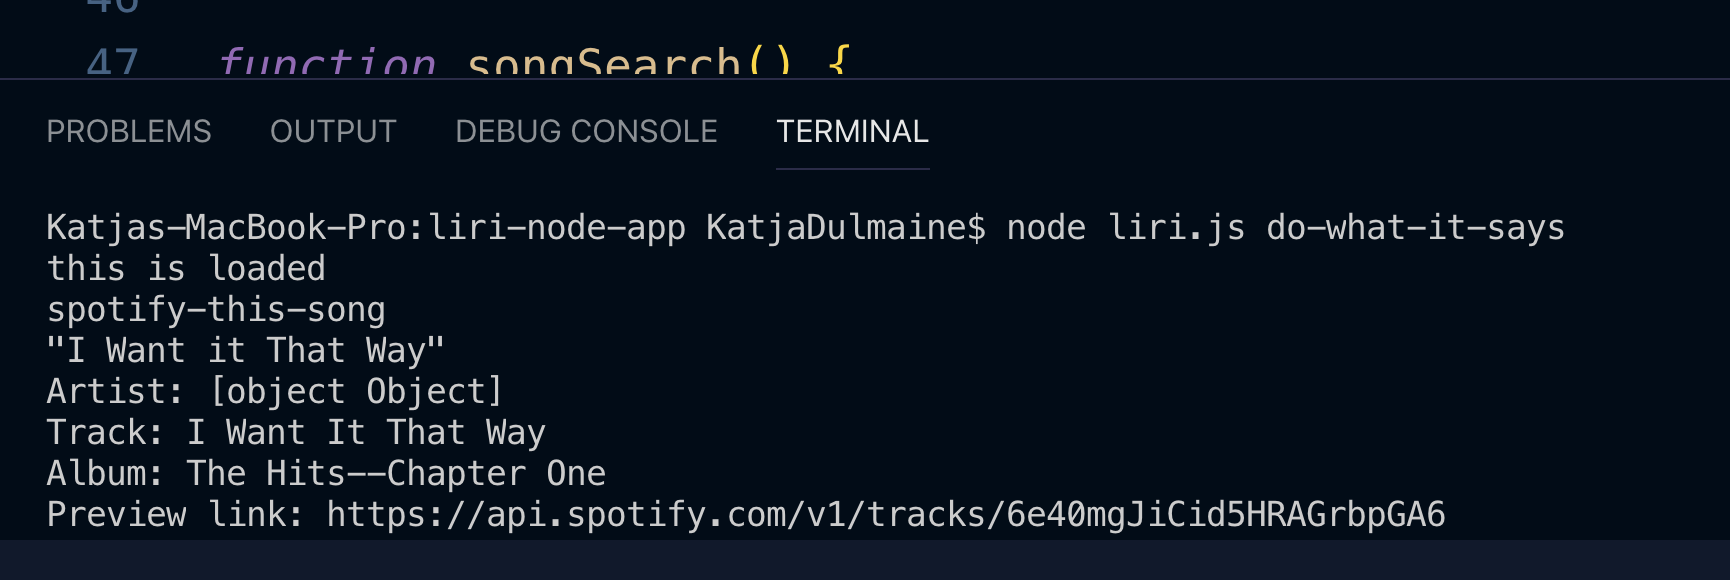 46
47 function songSearch() {
PROBLEMS OUTPUT DEBUG CONSOLE TERMINAL
Katjas-MacBook-Pro:liri-node-app KatjaDulmaine$ node liri.js do-what-it-says
this is loaded
spotify-this-song
"I Want it That Way"
Artist: [object Object]
Track: I Want It That Way
Album: The Hits--Chapter One
Preview link: https://api.spotify.com/v1/tracks/6e40mgJiCid5HRAGrbpGA6